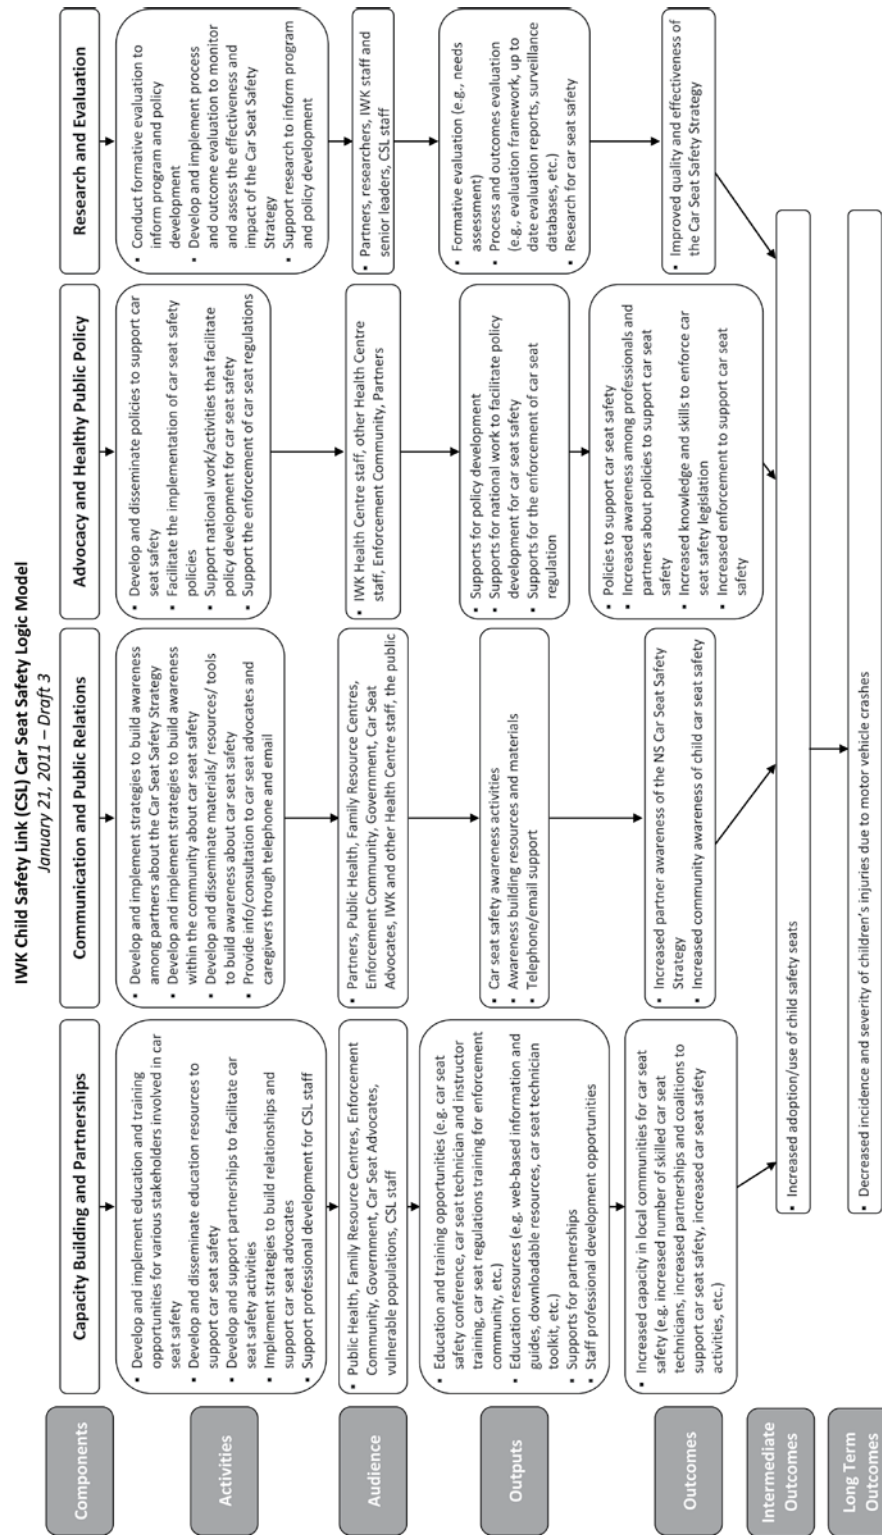 IWK Child Safety Link (CSL) Car Seat Safety Logic Model
January 21, 2011 – Draft 3
Components
Capacity Building and Partnerships
Communication and Public Relations
Advocacy and Healthy Public Policy
Research and Evaluation
Activities
▪ Develop and implement education and training
opportunities for various stakeholders involved in car
seat safety
▪ Develop and disseminate education resources to
support car seat safety
▪ Develop and support partnerships to facilitate car
seat safety activities
▪ Implement strategies to build relationships and
support car seat advocates
▪ Support professional development for CSL staff
▪ Develop and implement strategies to build awareness
among partners about the Car Seat Safety Strategy
▪ Develop and implement strategies to build awareness
within the community about car seat safety
▪ Develop and disseminate materials/ resources/ tools
to build awareness about car seat safety
▪ Provide info/consultation to car seat advocates and
caregivers through telephone and email
▪ Develop and disseminate policies to support car
seat safety
▪ Facilitate the implementation of car seat safety
policies
▪ Support national work/activities that facilitate
policy development for car seat safety
▪ Support the enforcement of car seat regulations
▪ Conduct formative evaluation to
inform program and policy
development
▪ Develop and implement process
and outcome evaluation to monitor
and assess the effectiveness and
impact of the Car Seat Safety
Strategy
▪ Support research to inform program
and policy development
Audience
▪ Public Health, Family Resource Centres, Enforcement
Community, Government, Car Seat Advocates,
vulnerable populations, CSL staff
▪ Partners, Public Health, Family Resource Centres,
Enforcement Community, Government, Car Seat
Advocates, IWK and other Health Centre staff, the public
▪ IWK Health Centre staff, other Health Centre
staff, Enforcement Community, Partners
▪ Partners, researchers, IWK staff and
senior leaders, CSL staff
Outputs
▪ Education and training opportunities (e.g. car seat
safety conference, car seat technician and instructor
training, car seat regulations training for enforcement
community, etc.)
▪ Education resources (e.g. web-based information and
guides, downloadable resources, car seat technician
toolkit, etc.)
▪ Supports for partnerships
▪ Staff professional development opportunities
▪ Car seat safety awareness activities
▪ Awareness building resources and materials
▪ Telephone/email support
▪ Supports for policy development
▪ Supports for national work to facilitate policy
development for car seat safety
▪ Supports for the enforcement of car seat
regulation
▪ Formative evaluation (e.g., needs
assessment)
▪ Process and outcomes evaluation
(e.g., evaluation framework, up to
date evaluation reports, surveillance
databases, etc.)
▪ Research for car seat safety
Outcomes
▪ Increased capacity in local communities for car seat
safety (e.g. increased number of skilled car seat
technicians, increased partnerships and coalitions to
support car seat safety, increased car seat safety
activities, etc.)
▪ Increased partner awareness of the NS Car Seat Safety
Strategy
▪ Increased community awareness of child car seat safety
▪ Policies to support car seat safety
▪ Increased awareness among professionals and
partners about policies to support car seat
safety
▪ Increased knowledge and skills to enforce car
seat safety legislation
▪ Increased enforcement to support car seat
safety
▪ Improved quality and effectiveness of
the Car Seat Safety Strategy
Intermediate
Outcomes
▪ Increased adoption/use of child safety seats
Long Term
Outcomes
▪ Decreased incidence and severity of children's injuries due to motor vehicle crashes